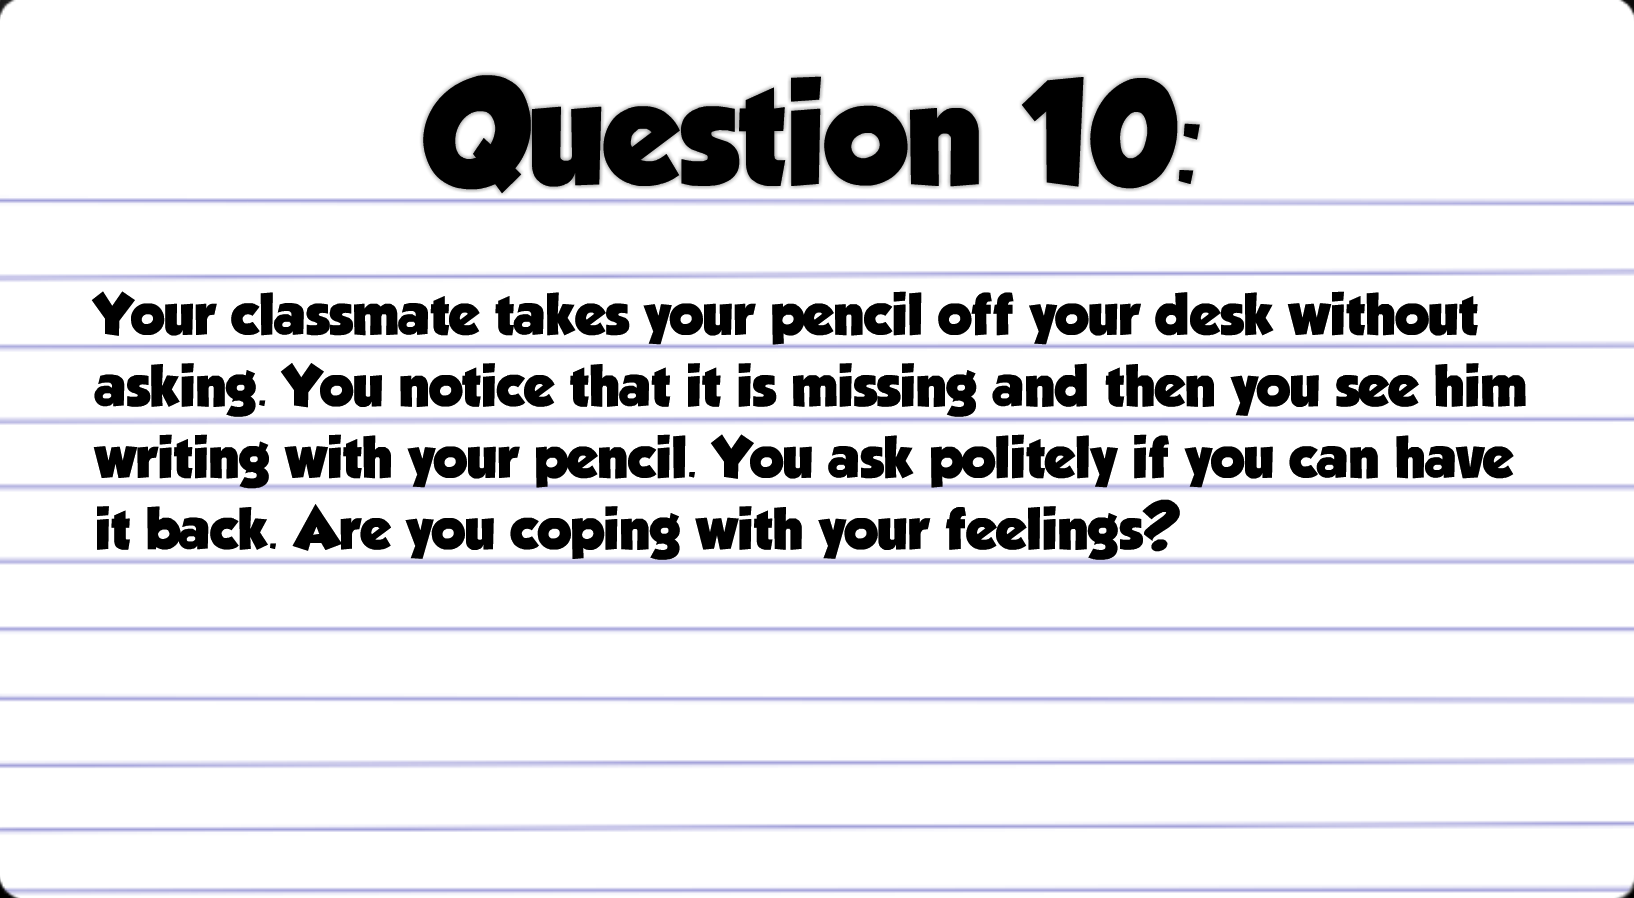 Question 10:
Your classmate takes your pencil off your desk without
asking. You notice that it is missing and then you see him
writing with your pencil. You ask politely if you can have
it back. Are you coping with your feelings?